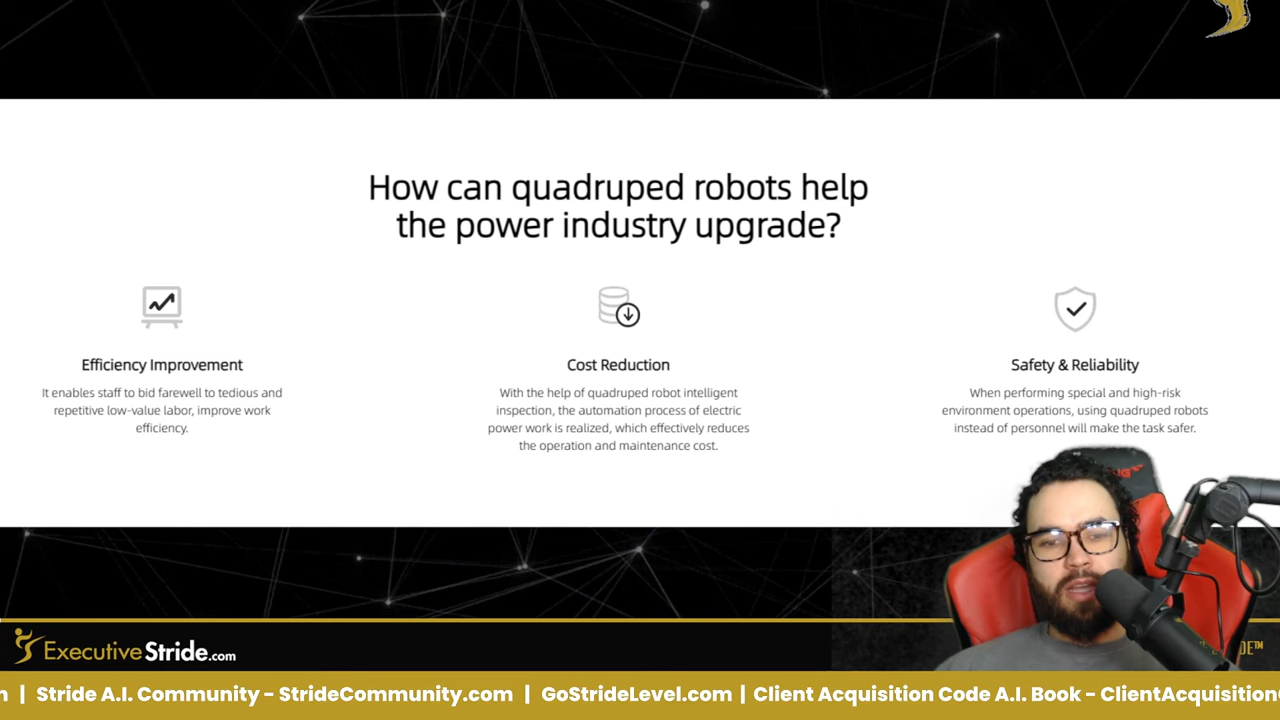 How can quadruped robots help
the power industry upgrade?
Efficiency Improvement
It enables staff to bid farewell to tedious and
repetitive low-value labor, improve work
efficiency.
Cost Reduction
With the help of quadruped robot intelligent
inspection, the automation process of electric
power work is realized, which effectively reduces
the operation and maintenance cost.
Safety & Reliability
When performing special and high-risk
environment operations, using quadruped robots
instead of personnel will make the task safer.
ExecutiveStride.com
| Stride A.I. Community - StrideCommunity.com | GoStrideLevel.com | Client Acquisition Code A.I. Book - ClientAcquisition